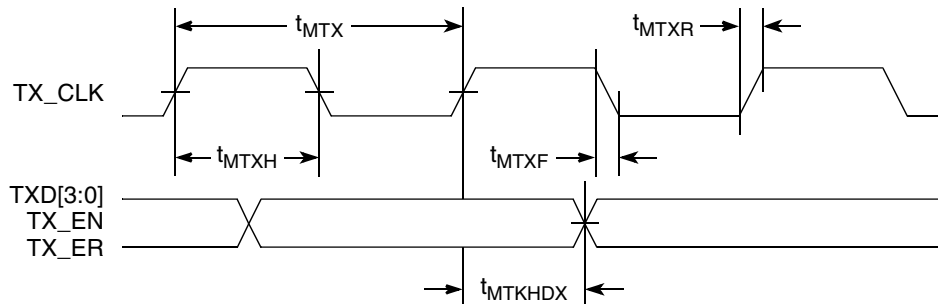 tMTX
tMTXR
TX_CLK
tMTXH
tMTXF
TXD[3:0]
TX_EN
TX_ER
tMTKHDX